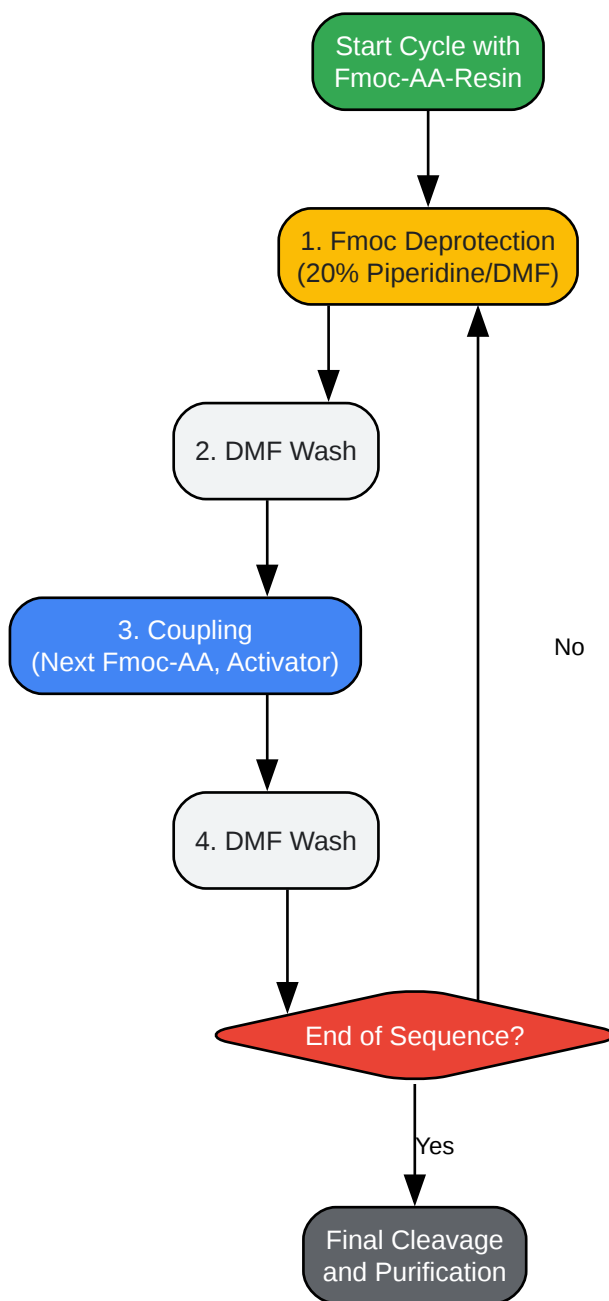 Start Cycle with
Fmoc-AA-Resin
1. Fmoc Deprotection
(20% Piperidine/DMF)
2. DMF Wash
3. Coupling
(Next Fmoc-AA, Activator)
No
4. DMF Wash
End of Sequence?
Yes
Final Cleavage
and Purification